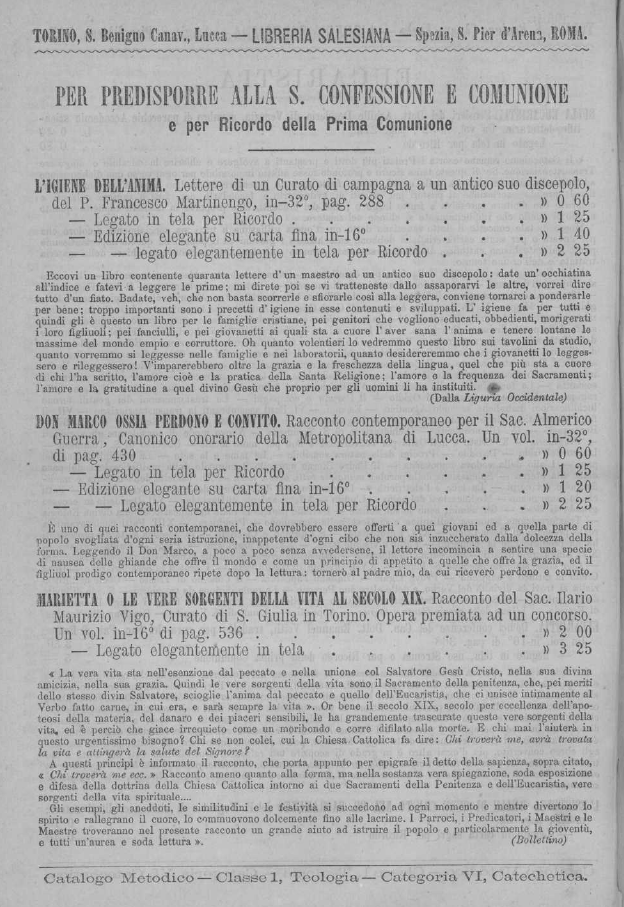 TORINO, S. Benigno Canav., Lucca — LIBRERIA SALESIANA — Spezia, S. Pier d'Arena, ROMA.
PER PREDISPORRE ALLA S. CONFESSIONE E COMUNIONE
e per Ricordo della Prima Comunione
L'IGIENE DELL'ANIMA. Lettere di un Curato di campagna a un antico suo discepolo,
del P. Francesco Martinengo, in-32°, pag. 288 . . . . » 0 60
— Legato in tela per Ricordo . . . . . . . » 1 25
— Edizione elegante su carta fina in-16° . . . . . » 1 40
— — legato elegantemente in tela per Ricordo . . . » 2 25
Eccovi un libro contenente quaranta lettere d'un maestro ad un antico suo discepolo: date un'occhiatina
all'indice e fatevi a leggere le prime; mi direte poi se vi tratteneste dallo assaporarvi le altre, vorrei dire
tutto d'un fiato. Badate, veh, che non basta scorrerle e sfiorarle così alla leggera, conviene tornarci a ponderarle
per bene; troppo importanti sono i precetti d'igiene in esse contenuti e sviluppati. L'igiene fa per tutti e
quindi gli è questo un libro per le famiglie cristiane, pei genitori che vogliono educati, obbedienti, morigerati
i loro figliuoli; pei fanciulli, e pei giovanetti ai quali sta a cuore l'aver sana l'anima e tenere lontane le
massime del mondo empio e corruttore. Oh quanto volentieri lo vedremmo questo libro sui tavolini da studio,
quanto vorremmo si leggesse nelle famiglie e nei laboratorii, quanto desidereremmo che i giovanetti lo legges-
sero e rileggessero! V'imparerebbero oltre la grazia e la freschezza della lingua, quel che più sta a cuore
di chi l'ha scritto, l'amore cioè e la pratica della Santa Religione; l'amore e la frequenza dei Sacramenti;
l'amore e la gratitudine a quel divino Gesù che proprio per gli uomini li ha instituiti.
(Dalla Liguria Occidentale)
DON MARCO OSSIA PERDONO E CONVITO. Racconto contemporaneo per il Sac. Almerico
Guerra, Canonico onorario della Metropolitana di Lucca. Un vol. in-32°,
di pag. 430 . . . . . . . . . » 0 60
— Legato in tela per Ricordo . . . . . . » 1 25
— Edizione elegante su carta fina in-16° . . . . . » 1 20
— — Legato elegantemente in tela per Ricordo . . . » 2 25
È uno di quei racconti contemporanei, che dovrebbero essere offerti a quei giovani ed a quella parte di
popolo svogliata d'ogni seria istruzione, inappetente d'ogni cibo che non sia inzuccherato dalla dolcezza della
forma. Leggendo il Don Marco, a poco a poco senza avvedersene, il lettore incomincia a sentire una specie
di nausea delle ghiande che offre il mondo e come un principio di appetito a quelle che offre la grazia, ed il
figliuol prodigo contemporaneo ripete dopo la lettura: tornerò al padre mio, da cui riceverò perdono e convito.
MARIETTA O LE VERE SORGENTI DELLA VITA AL SECOLO XIX. Racconto del Sac. Ilario
Maurizio Vigo, Curato di S. Giulia in Torino. Opera premiata ad un concorso.
Un vol. in-16° di pag. 536 . . . . . . . » 2 00
— Legato elegantemente in tela . . . . . . » 3 25
« La vera vita sta nell'esenzione dal peccato e nella unione col Salvatore Gesù Cristo, nella sua divina
amicizia, nella sua grazia. Quindi le vere sorgenti della vita sono il Sacramento della penitenza, che, pei meriti
dello stesso divin Salvatore, scioglie l'anima dal peccato e quello dell'Eucaristia, che ci unisce intimamente al
Verbo fatto carne, in cui era, e sarà sempre la vita ». Or bene il secolo XIX, secolo per eccellenza dell'apo-
teosi della materia, del danaro e dei piaceri sensibili, le ha grandemente trascurate queste vere sorgenti della
vita, ed è perciò che giace irrequieto come un moribondo e corre difilato alla morte. E chi mai l'aiuterà in
questo urgentissimo bisogno? Chi se non colei, cui la Chiesa Cattolica fa dire: Chi troverà me, avrà trovata
la vita e attingerà la salute del Signore?
A questi principi è informato il racconto, che porta appunto per epigrafe il detto della sapienza, sopra citato,
« Chi troverà me ecc. » Racconto ameno quanto alla forma, ma nella sostanza vera spiegazione, soda esposizione
e difesa della dottrina della Chiesa Cattolica intorno ai due Sacramenti della Penitenza e dell'Eucaristia, vere
sorgenti della vita spirituale....
Gli esempi, gli aneddoti, le similitudini e le festività si succedono ad ogni momento e mentre divertono lo
spirito e rallegrano il cuore, lo commuovono dolcemente fino alle lacrime. I Parroci, i Predicatori, i Maestri e le
Maestre troveranno nel presente racconto un grande aiuto ad istruire il popolo e particolarmente la gioventù,
e tutti un'aurea e soda lettura ». (Bollettino)
Catalogo Metodico — Classe 1, Teologia — Categoria VI, Catechetica.